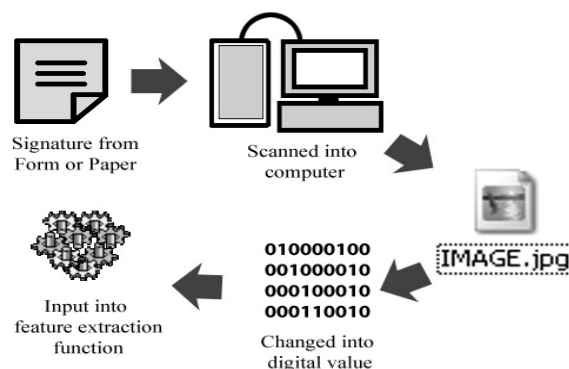 Signature from
Form or Paper
Scanned into
computer
IMAGE.jpg
010000100
001000010
000100010
000110010
Changed into
digital value
Input into
feature extraction
function